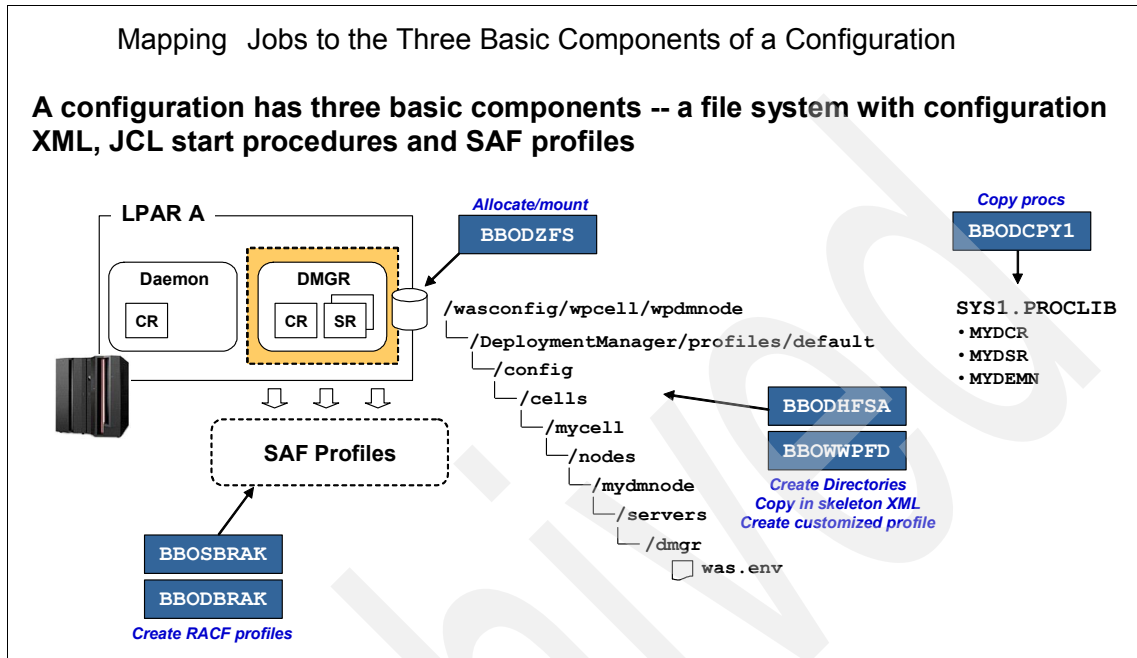 Mapping Jobs to the Three Basic Components of a Configuration
A configuration has three basic components -- a file system with configuration
XML, JCL start procedures and SAF profiles
LPAR A
Daemon
CR
DMGR
CR
SR
Allocate/mount
BBODZFS
Copy procs
BBODCPY1
SYS1.PROCLIB
• MYDCR
• MYDSR
• MYDEMN
/wasconfig/wpcell/wpdmnode
/DeploymentManager/profiles/default
/config
/cells
/mycell
/nodes
/mydmnode
/servers
/dmgr
was.env
BBODHFSA
BBOWWPFD
Create Directories
Copy in skeleton XML
Create customized profile
SAF Profiles
BBOSBRAK
BBODBRAK
Create RACF profiles
hived